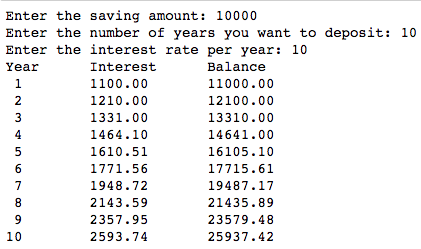 Enter the saving amount: 10000
Enter the number of years you want to deposit: 10
Enter the interest rate per year: 10
Year Interest Balance
1 1100.00 11000.00
2 1210.00 12100.00
3 1331.00 13310.00
4 1464.10 14641.00
5 1610.51 16105.10
6 1771.56 17715.61
7 1948.72 19487.17
8 2143.59 21435.89
9 2357.95 23579.48
10 2593.74 25937.42